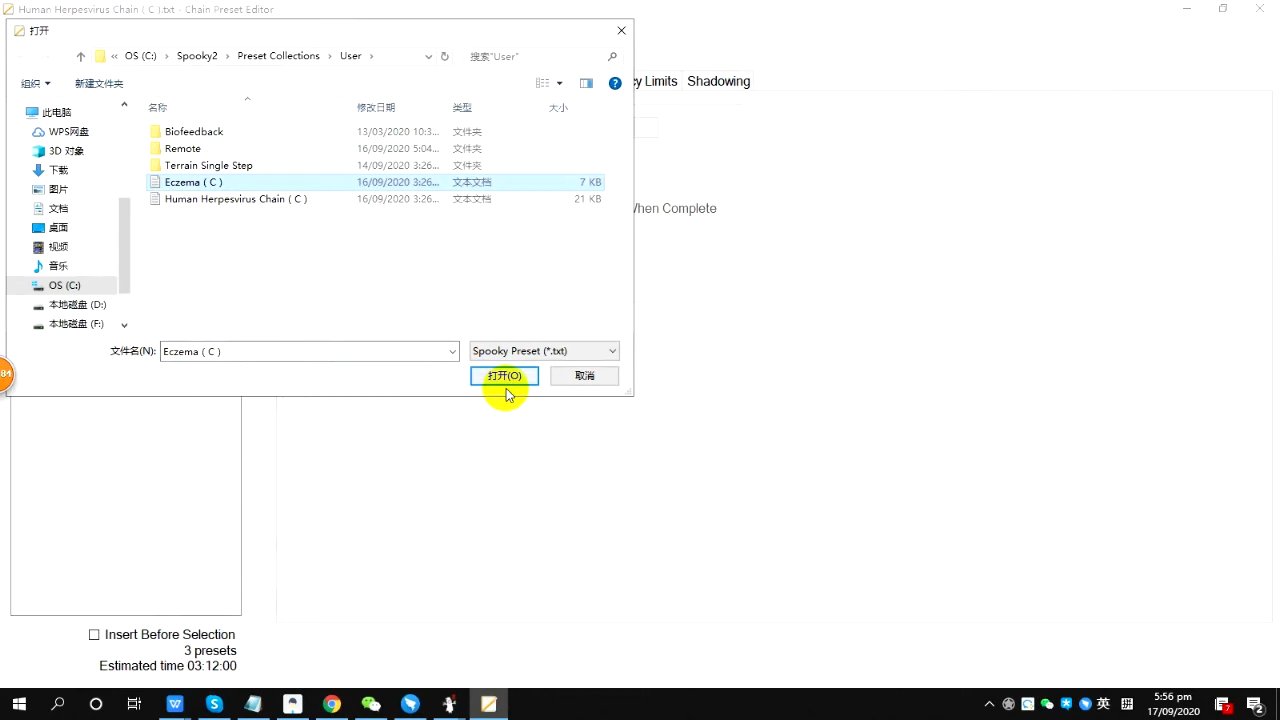 Human Herpesvirus Chain ( C ).txt - Chain Preset Editor
打开
« OS (C:) › Spooky2 › Preset Collections › User ›
搜索"User"
组织 新建文件夹
cy Limits Shadowing
名称 修改日期 类型 大小
此电脑
WPS网盘
3D 对象
下载
图片
文档
桌面
视频
音乐
OS (C:)
本地磁盘 (D:)
本地磁盘 (F:)
Biofeedback 13/03/2020 10:3... 文件夹
Remote 16/09/2020 5:04... 文件夹
Terrain Single Step 14/09/2020 3:26... 文件夹
Eczema ( C ) 16/09/2020 3:26... 文本文档 7 KB
Human Herpesvirus Chain ( C ) 16/09/2020 3:26... 文本文档 21 KB
When Complete
文件名(N): Eczema ( C ) Spooky Preset (*.txt)
打开(O) 取消
84
Insert Before Selection
3 presets
Estimated time 03:12:00
英 拼
5:56 pm
17/09/2020
7
2